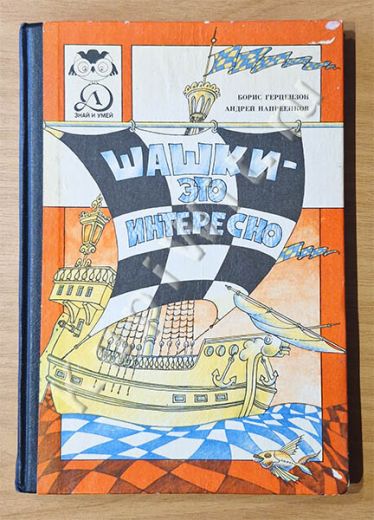 БОРИС ГЕРЦЕНЗОН
АНДРЕЙ НАПРЕЕНКОВ
ЗНАЙ И УМЕЙ
ШАШКИ-
ЭТО
ИНТЕРЕСНО